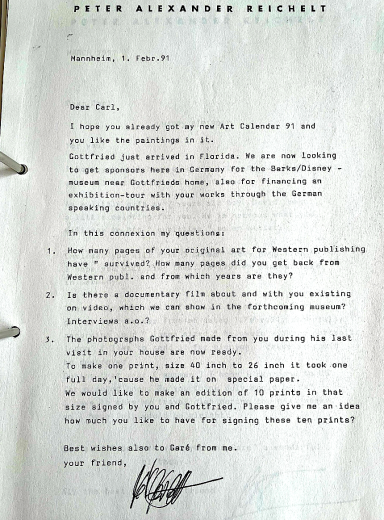 PETER ALEXANDER REICHELT
Mannheim, 1. Febr.91
Dear Carl,
I hope you already got my new Art Calender 91 and
you like the paintings in it.
Gottfried just arrived in Florida. We are now looking
to get sponsors here in Germany for the Barks/Disney -
museum near Gottfrieds home, also for financing an
exhibition-tour with your works through the German
speaking countries.
In this connexion my questions:
1. How many pages of your original art for Western publishing
have " survived? How many pages did you get back from
Western publ. and from which years are they?
2. Is there a documentary film about and with you existing
on video, which we can show in the forthcoming museum?
Interviews a.o.?
3. The photographs Gottfried made from you during his last
visit in your house are now ready.
To make one print, size 40 inch to 26 inch it took one
full day,'cause he made it on special paper.
We would like to make an edition of 10 prints in that
size signed by you and Gottfried. Please give me an idea
how much you like to have for signing these ten prints?
Best wishes also to Garé from me.
your friend,